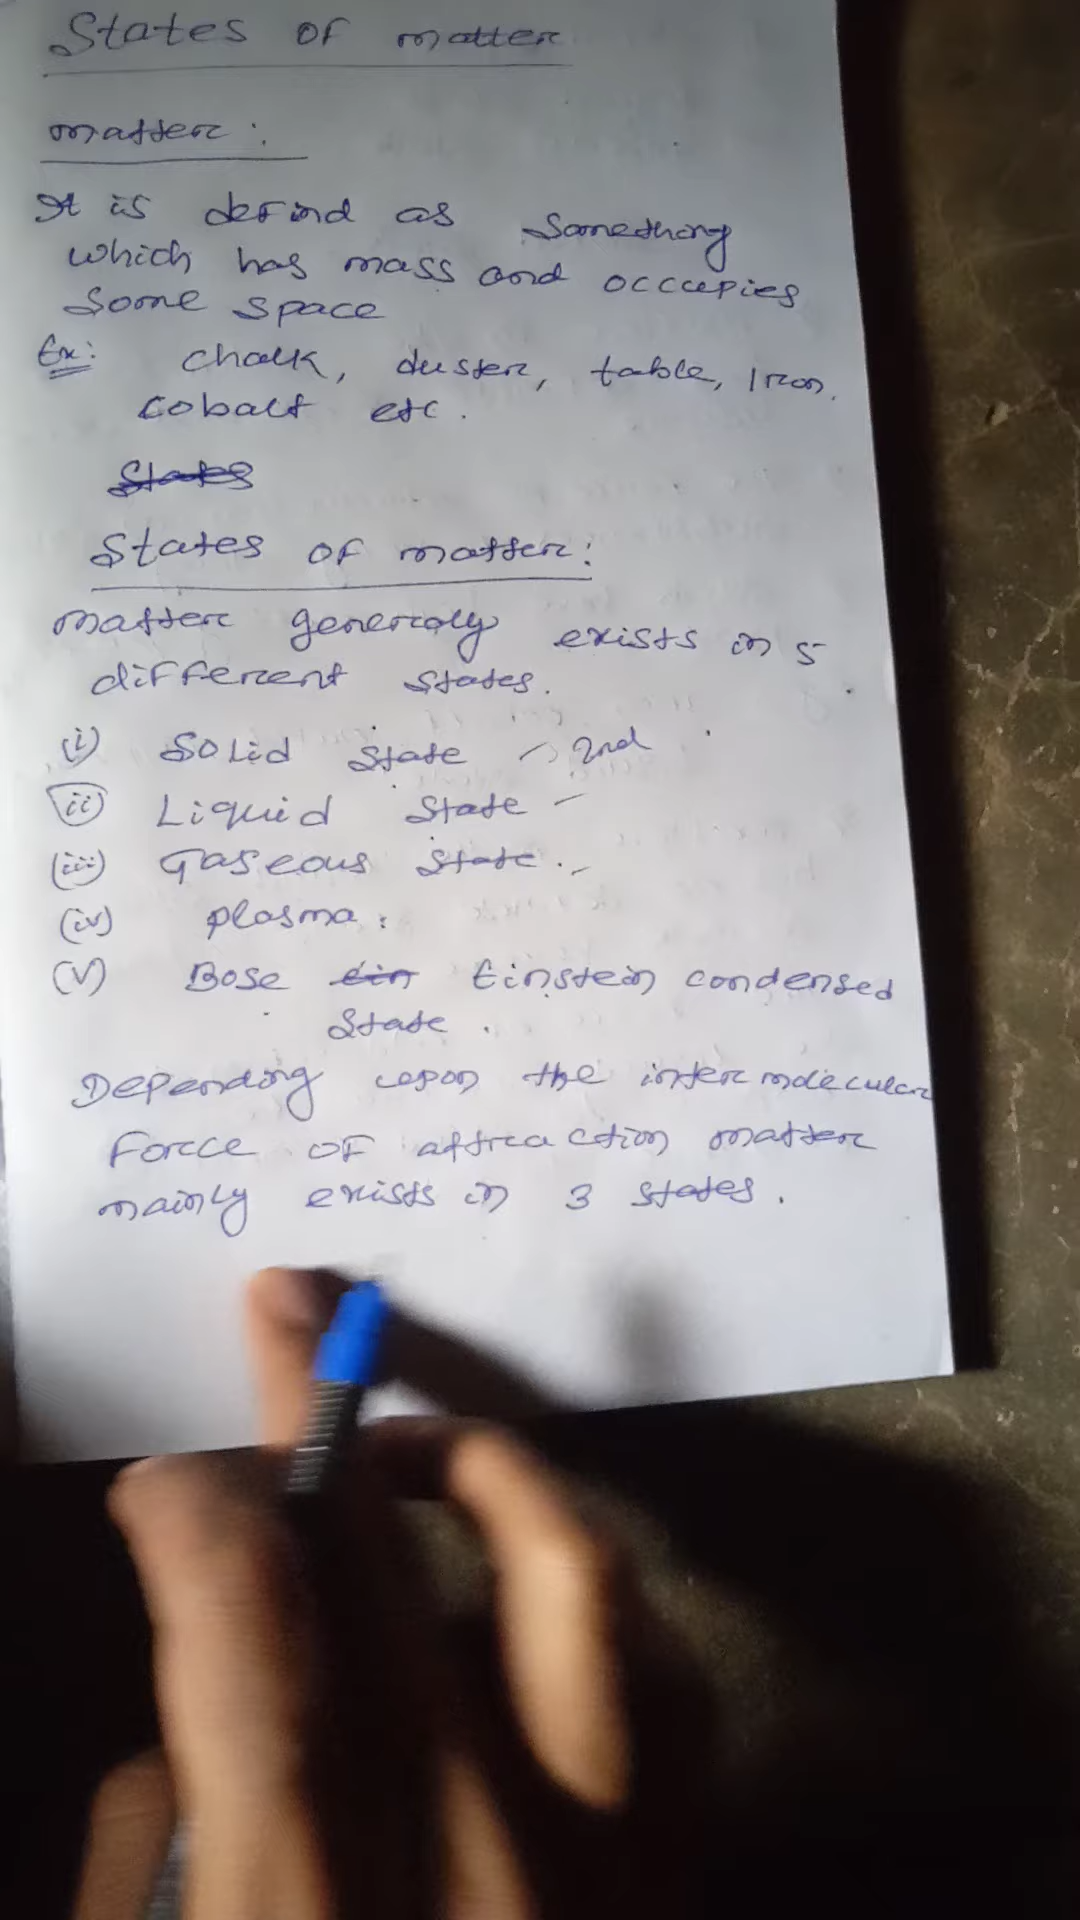 States of matter
matter :
It is defind as something
which has mass and occupies
some space
Ex: chalk, duster, table, Iron,
cobalt etc.
States
States of matter:
matter generaly exists in 5
different states.
(i) Solid state - 2nd
(ii) Liquid state -
(iii) Gaseous state.-
(iv) plasma:
(v) Bose Ein Einstein condensed
state.
Depending upon the intermolecular
force of attraction matter
mainly exists in 3 states.